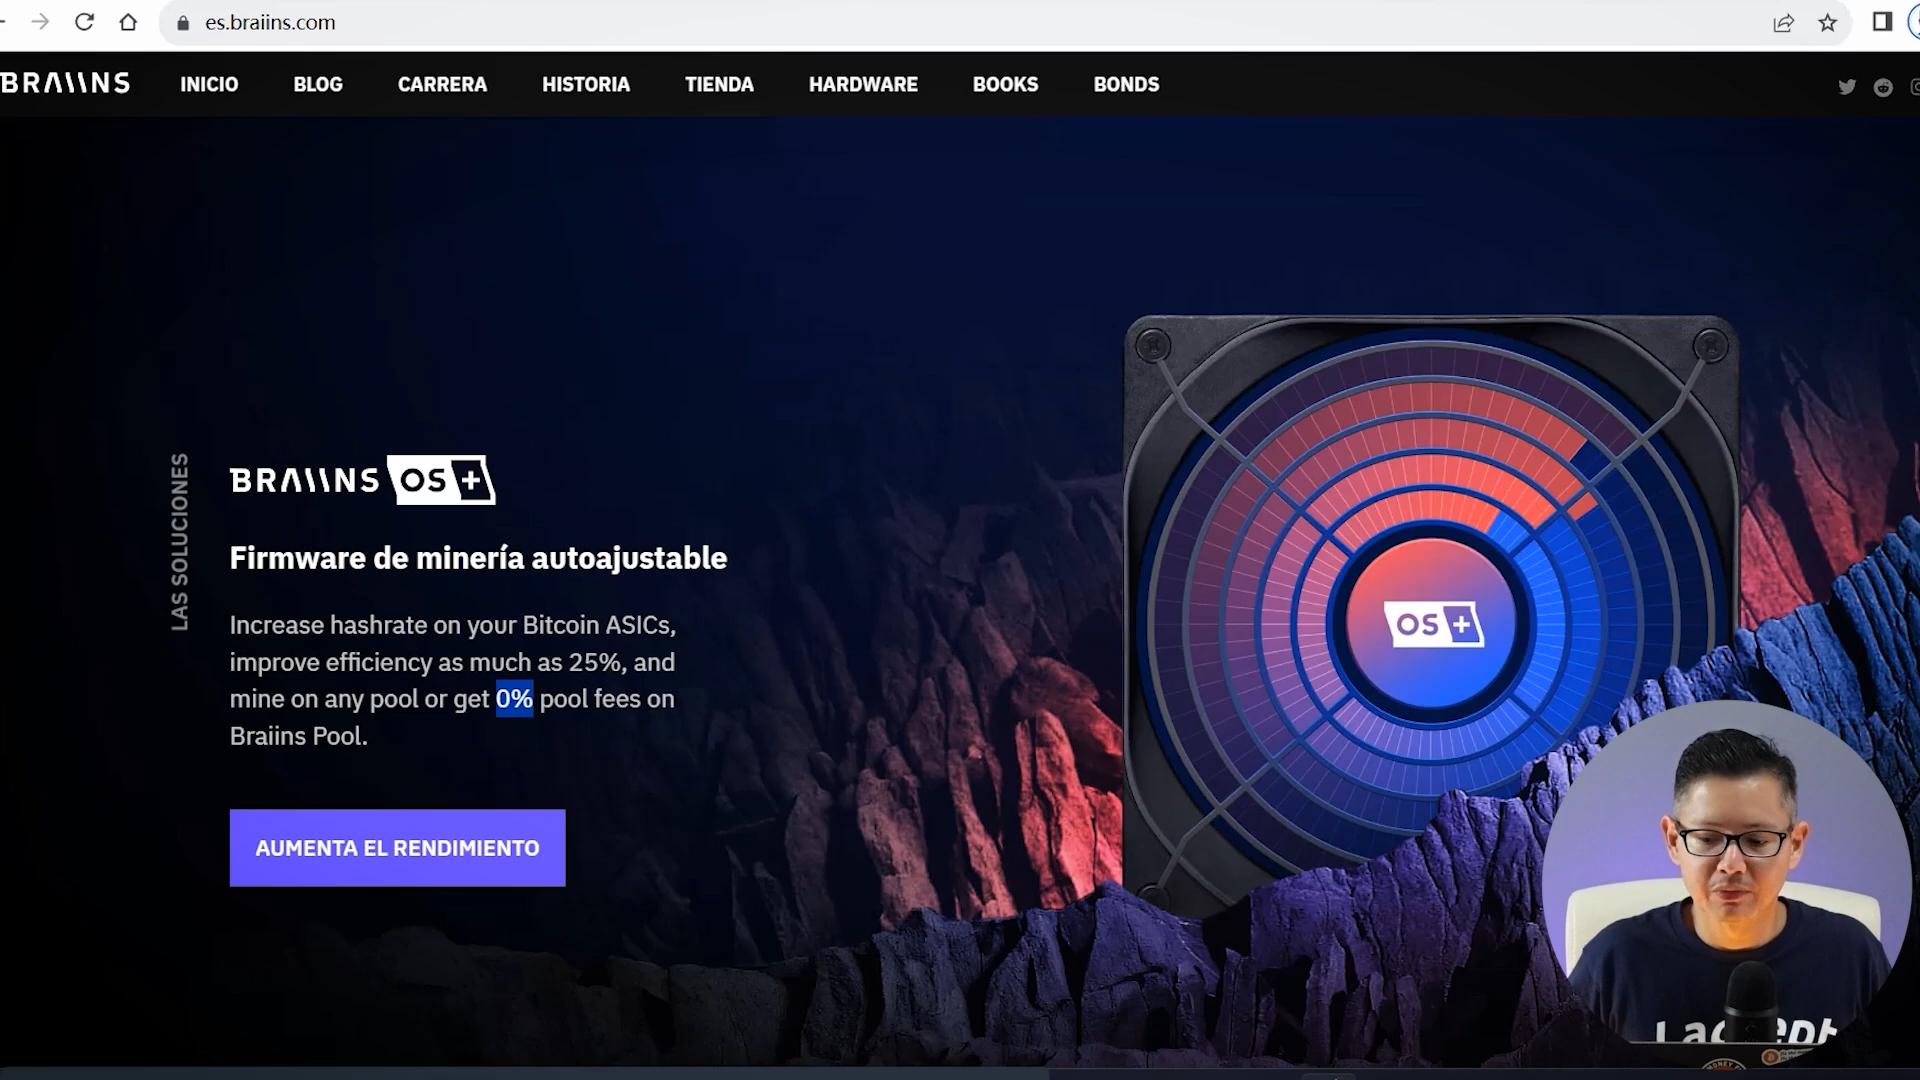 es.braiins.com
BRAIINS INICIO BLOG CARRERA HISTORIA TIENDA HARDWARE BOOKS BONDS
LAS SOLUCIONES
BRAIINS OS+
Firmware de minería autoajustable
Increase hashrate on your Bitcoin ASICs,
improve efficiency as much as 25%, and
mine on any pool or get 0% pool fees on
Braiins Pool.
AUMENTA EL RENDIMIENTO
OS+